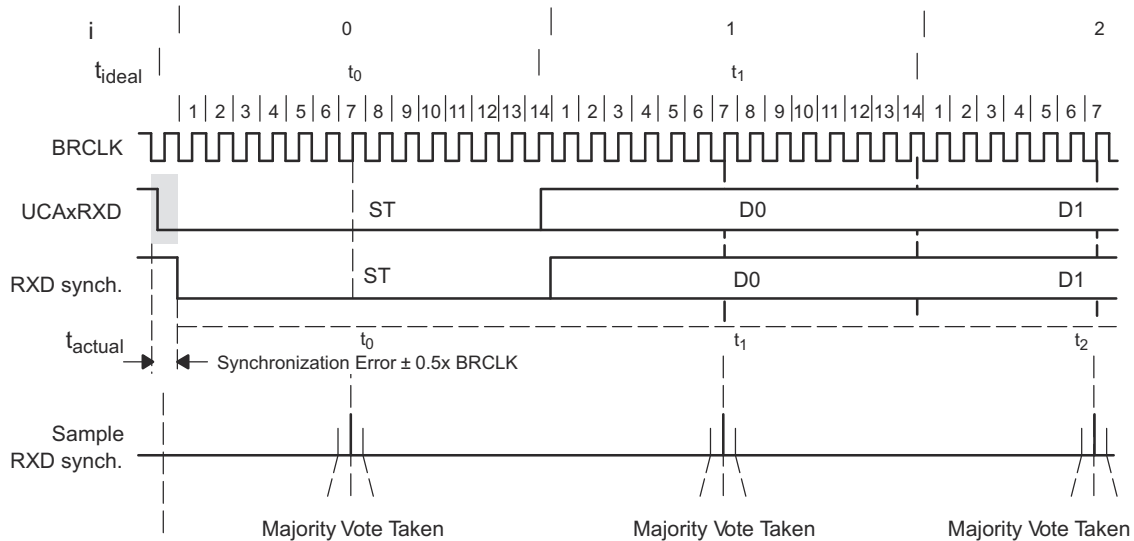 i 0 1 2
tideal t0 t1
1 2 3 4 5 6 7 8 9 10 11 12 13 14 1 2 3 4 5 6 7 8 9 10 11 12 13 14 1 2 3 4 5 6 7
BRCLK
UCAxRXD ST D0 D1
RXD synch. ST D0 D1
tactual t0 t1 t2
Synchronization Error ± 0.5x BRCLK
Sample
RXD synch.
Majority Vote Taken Majority Vote Taken Majority Vote Taken